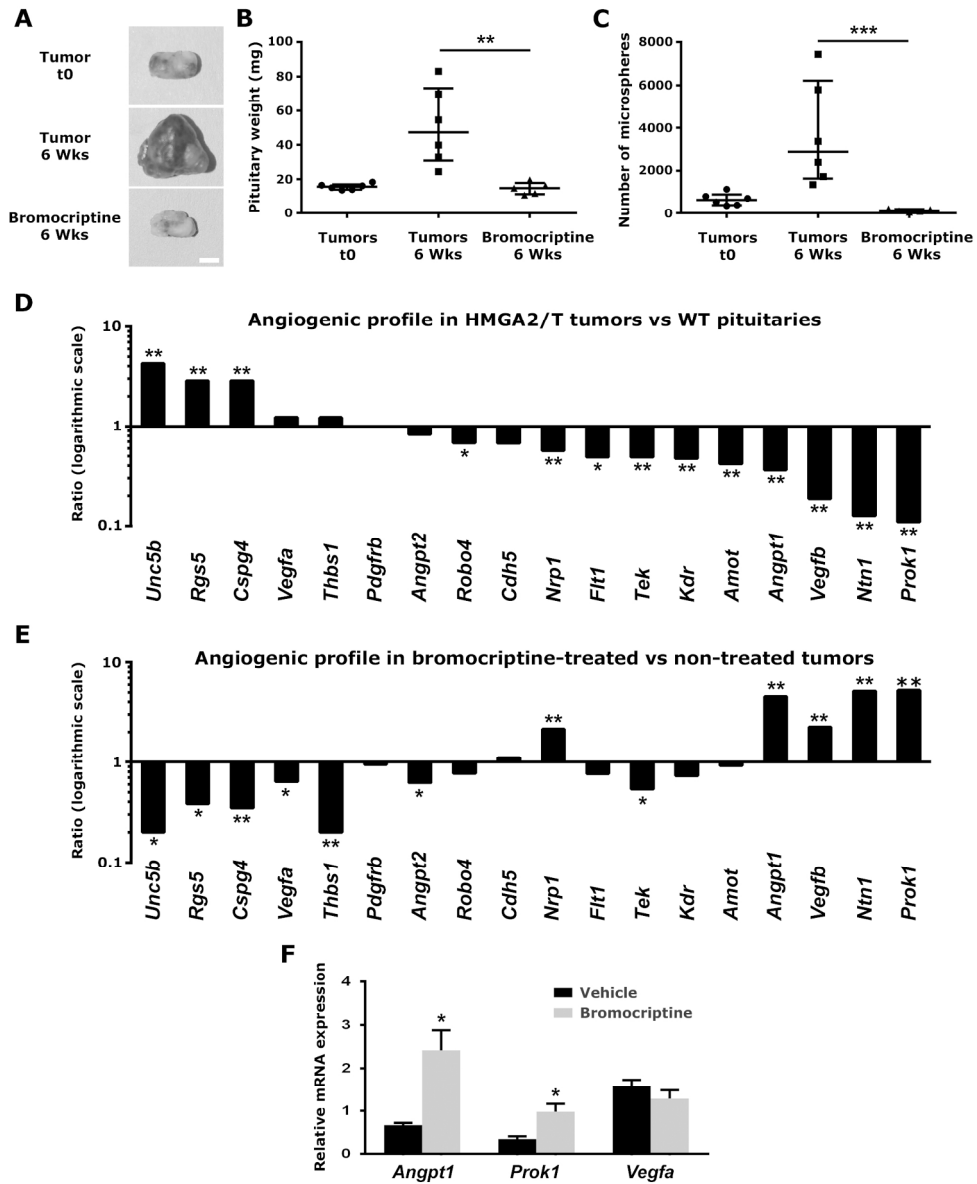 A
Tumor
t0
Tumor
6 Wks
Bromocriptine
6 Wks
B
Pituitary weight (mg)
100
80
60
40
20
0
**
Tumors
t0
Tumors
6 Wks
Bromocriptine
6 Wks
C
Number of microspheres
8000
6000
4000
2000
0
***
Tumors
t0
Tumors
6 Wks
Bromocriptine
6 Wks
D
Angiogenic profile in HMGA2/T tumors vs WT pituitaries
Ratio (logarithmic scale)
10
1
0.1
** ** ** * ** * ** ** ** ** ** ** **
Unc5b Rgs5 Cspg4 Vegfa Thbs1 Pdgfrb Angpt2 Robo4 Cdh5 Nrp1 Flt1 Tek Kdr Amot Angpt1 Vegfb Ntn1 Prok1
E
Angiogenic profile in bromocriptine-treated vs non-treated tumors
Ratio (logarithmic scale)
10
1
0.1
* * ** * ** * ** * ** ** ** **
Unc5b Rgs5 Cspg4 Vegfa Thbs1 Pdgfrb Angpt2 Robo4 Cdh5 Nrp1 Flt1 Tek Kdr Amot Angpt1 Vegfb Ntn1 Prok1
F
Relative mRNA expression
4
3
2
1
0
Vehicle
Bromocriptine
* *
Angpt1 Prok1 Vegfa